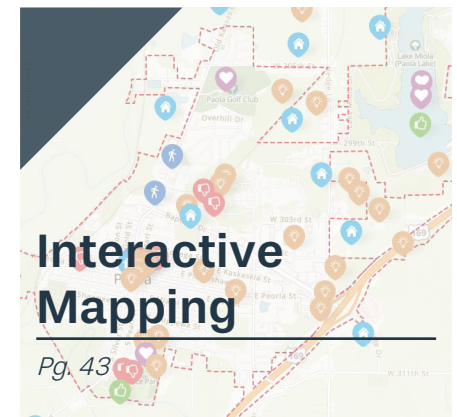 Lake Miola
(Paola Lake)
Paola Golf Club
Overhill Dr
299th St
W 303rd St
169
E Kaskaskia St
E Peoria St
Interactive
Mapping
169
Pg. 43
W 311th St